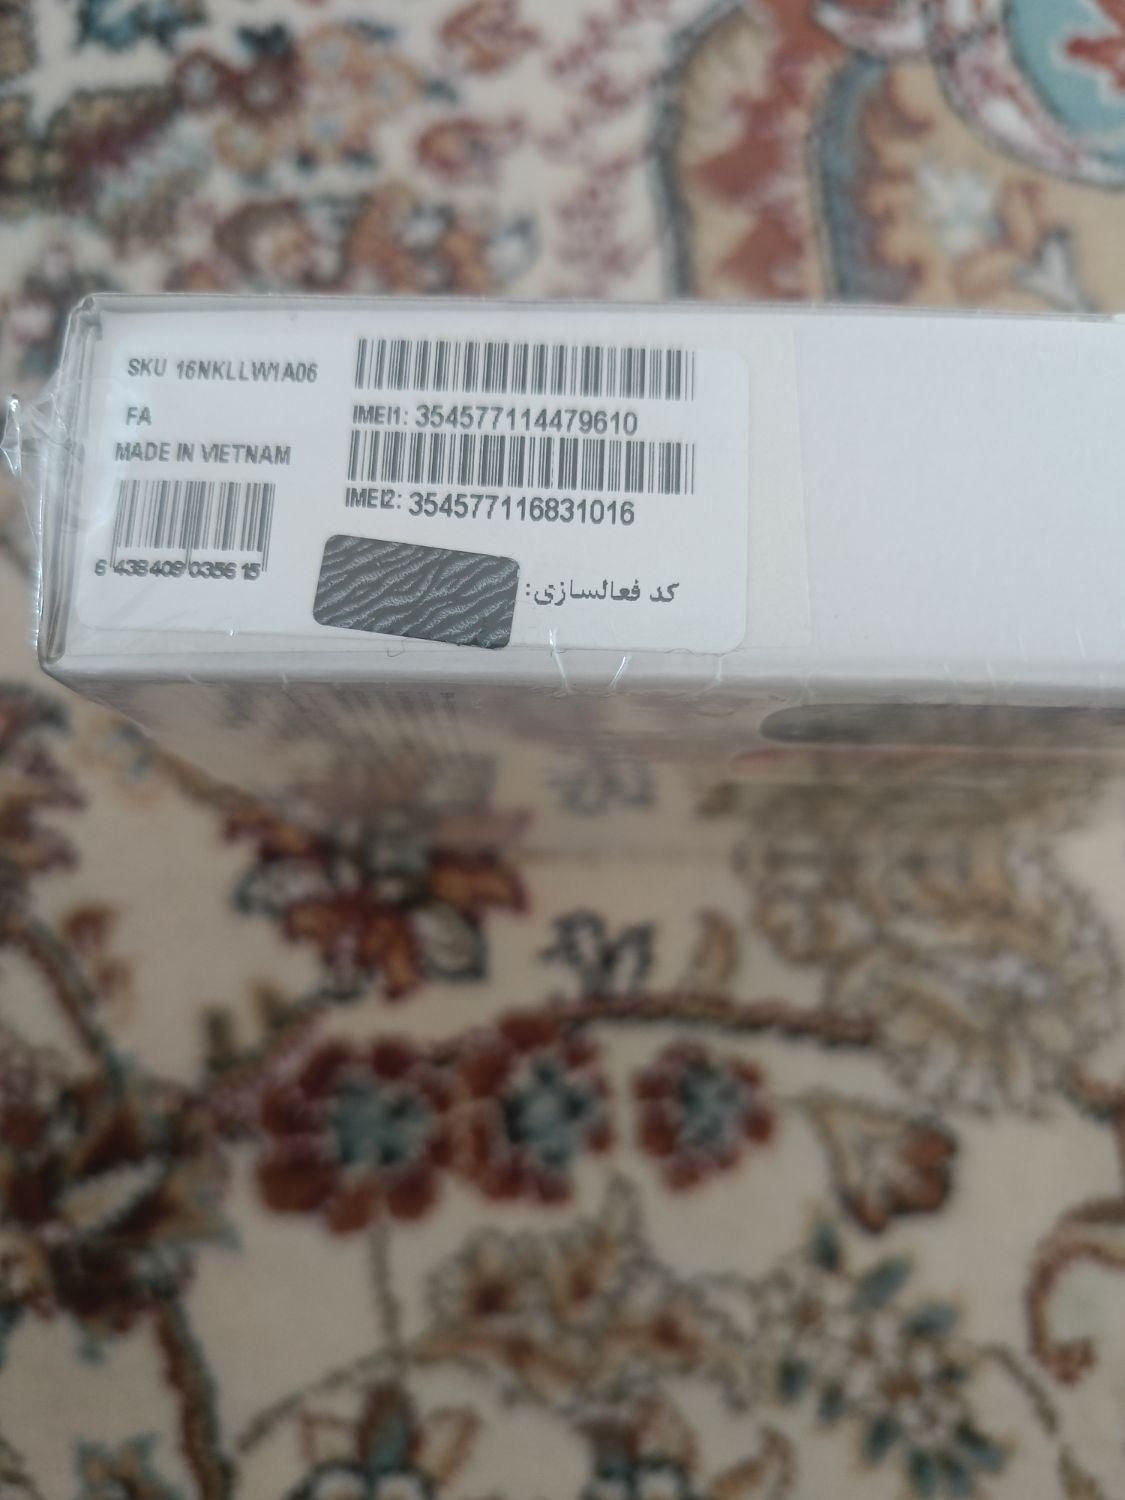 SKU 16NKLLW1A06
FA
MADE IN VIETNAM
6 438409 035615
IMEI1: 354577114479610
IMEI2: 354577116831016
کد فعالسازی: